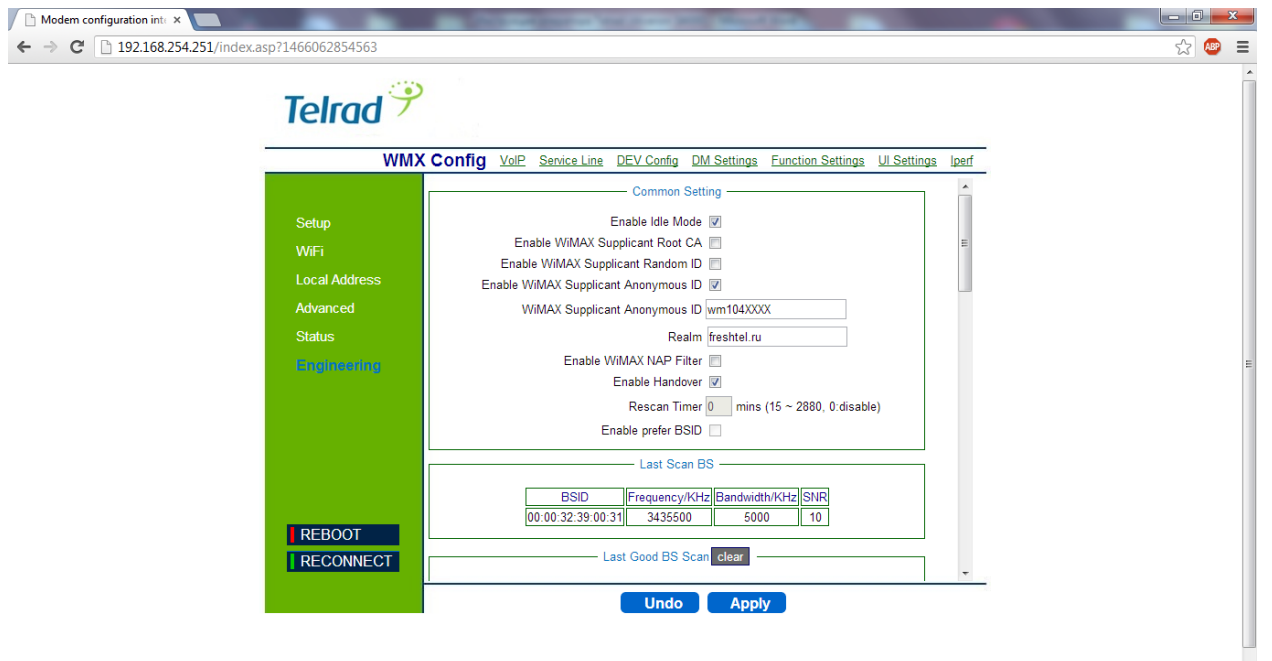 Modem configuration inte
192.168.254.251/index.asp?1466062854563
ABP
Telrad
WMX Config VoIP Service Line DEV Config DM Settings Function Settings UI Settings Iperf
Setup
WiFi
Local Address
Advanced
Status
Engineering
REBOOT
RECONNECT
Common Setting
Enable Idle Mode
Enable WiMAX Supplicant Root CA
Enable WiMAX Supplicant Random ID
Enable WiMAX Supplicant Anonymous ID
WiMAX Supplicant Anonymous ID wm104XXXX
Realm freshtel.ru
Enable WiMAX NAP Filter
Enable Handover
Rescan Timer 0 mins (15 ~ 2880, 0:disable)
Enable prefer BSID
Last Scan BS
BSID Frequency/KHz Bandwidth/KHz SNR
00:00:32:39:00:31 3435500 5000 10
Last Good BS Scan clear
Undo Apply